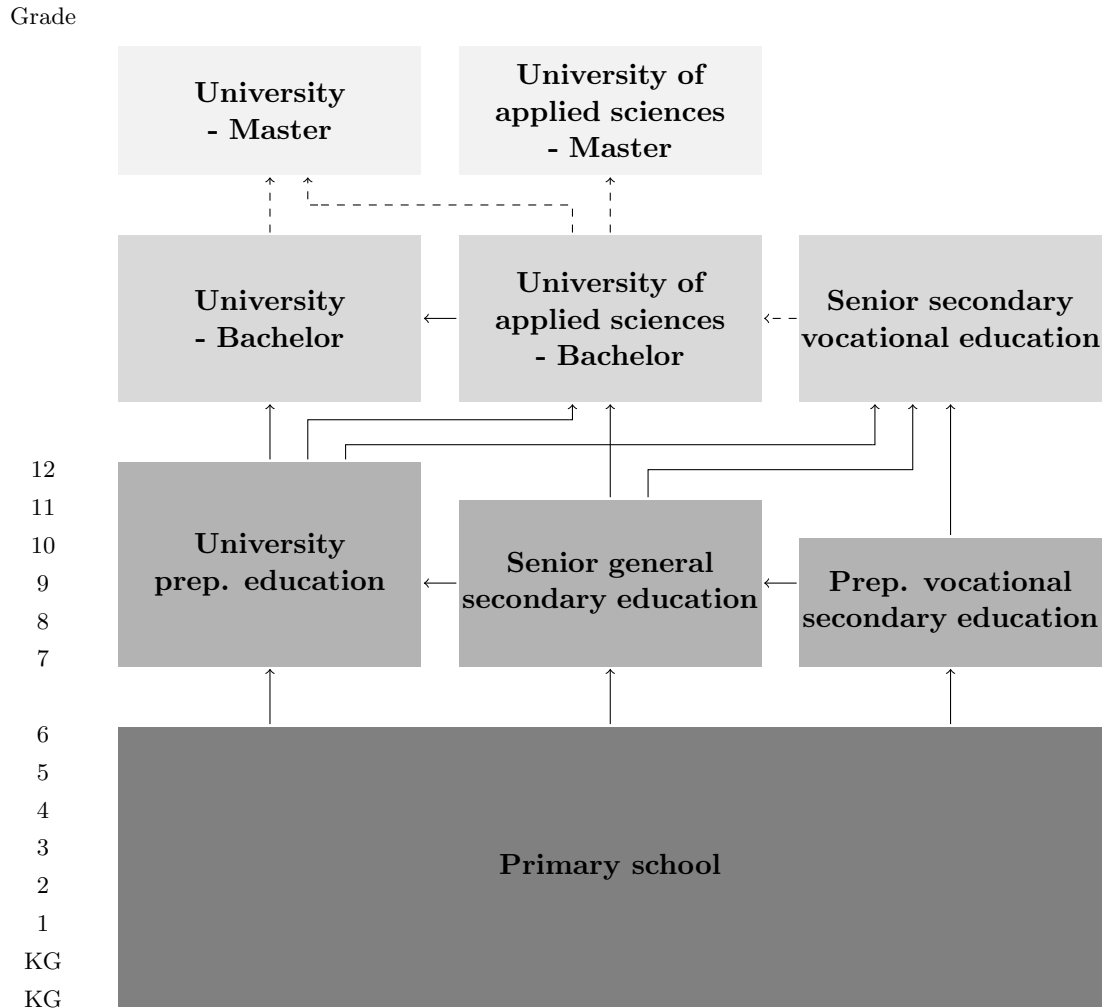 Grade
University
- Master
University of
applied sciences
- Master
University
- Bachelor
University of
applied sciences
- Bachelor
Senior secondary
vocational education
12
11
10
9
8
7
University
prep. education
Senior general
secondary education
Prep. vocational
secondary education
6
5
4
3
2
1
KG
KG
Primary school